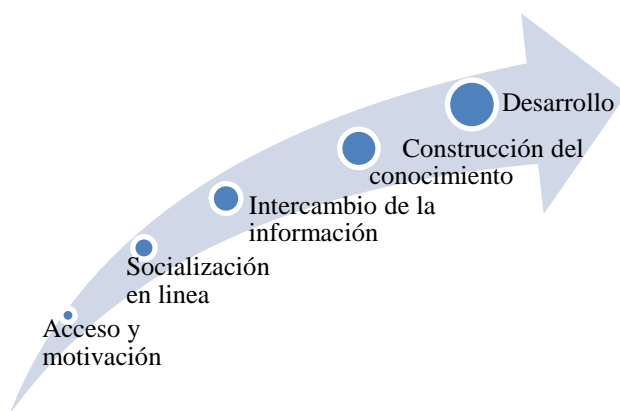 Desarrollo
Construcción del
conocimiento
Intercambio de la
información
Socialización
en linea
Acceso y
motivación